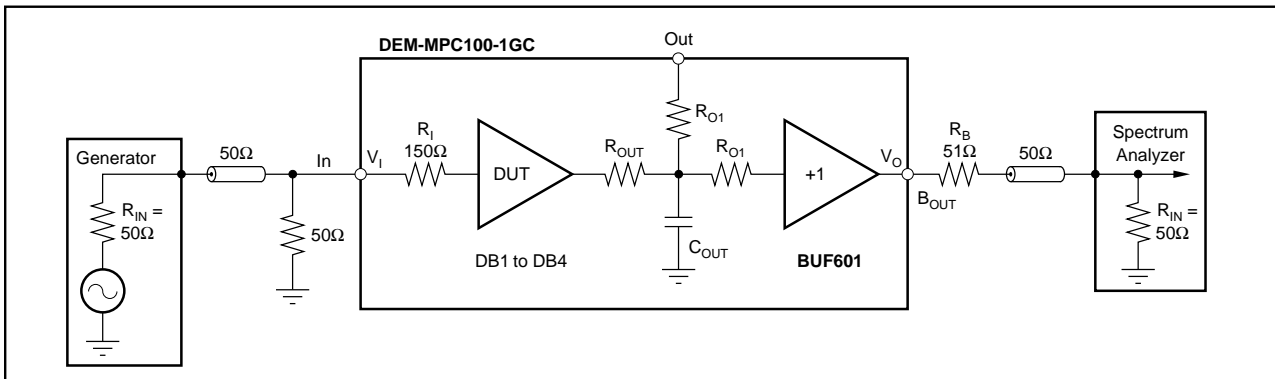 DEM-MPC100-1GC
Out
Generator
R_IN =
50Ω
50Ω
In
50Ω
V_I
R_I
150Ω
DUT
DB1 to DB4
R_OUT
R_O1
R_O1
C_OUT
+1
BUF601
V_O
B_OUT
R_B
51Ω
50Ω
Spectrum
Analyzer
R_IN =
50Ω